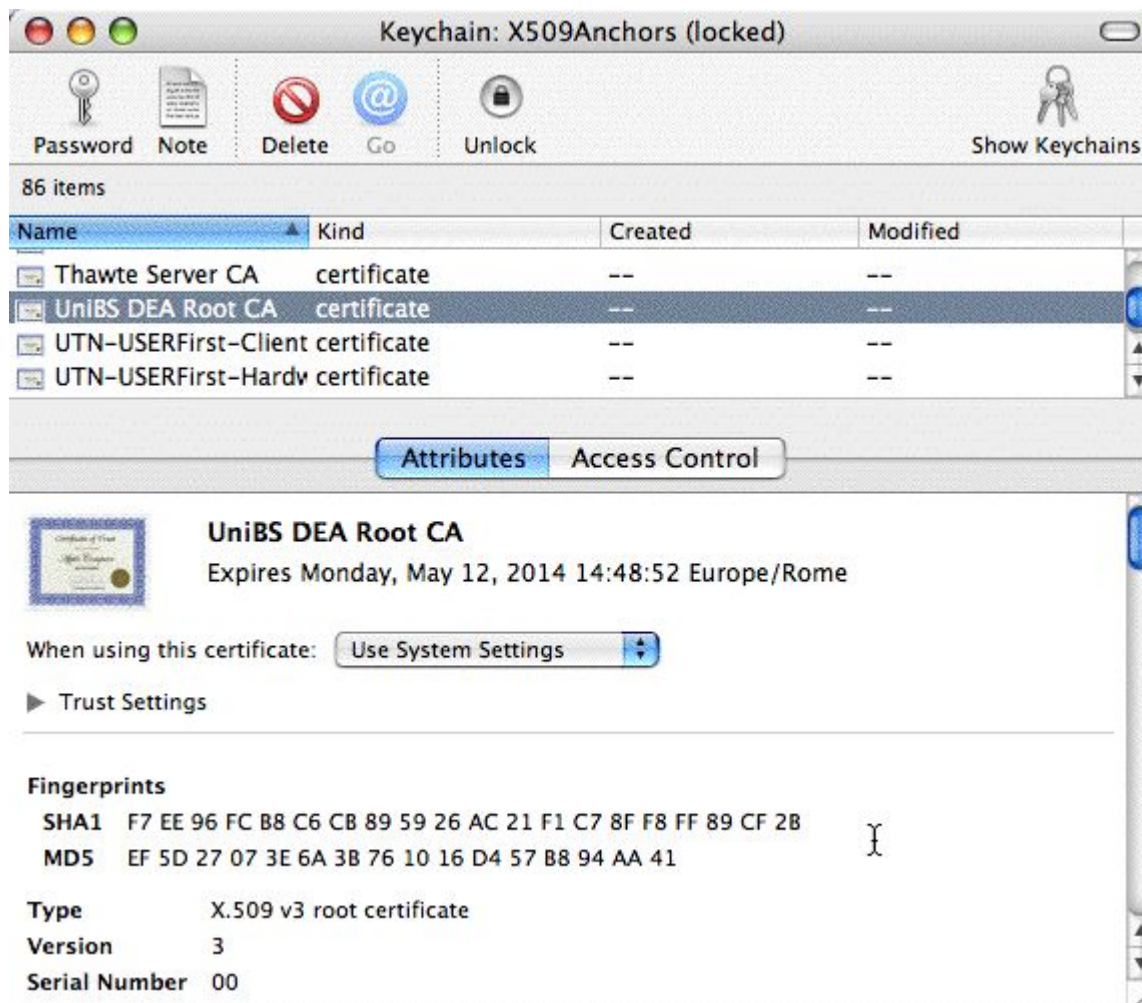 Keychain: X509Anchors (locked)
Password Note Delete Go Unlock Show Keychains
86 items
Name Kind Created Modified
Thawte Server CA certificate -- --
UniBS DEA Root CA certificate -- --
UTN-USERFirst-Client certificate -- --
UTN-USERFirst-Hardw certificate -- --
Attributes Access Control
UniBS DEA Root CA
Expires Monday, May 12, 2014 14:48:52 Europe/Rome
When using this certificate: Use System Settings
Trust Settings
Fingerprints
SHA1 F7 EE 96 FC B8 C6 CB 89 59 26 AC 21 F1 C7 8F F8 FF 89 CF 2B
MD5 EF 5D 27 07 3E 6A 3B 76 10 16 D4 57 B8 94 AA 41
Type X.509 v3 root certificate
Version 3
Serial Number 00